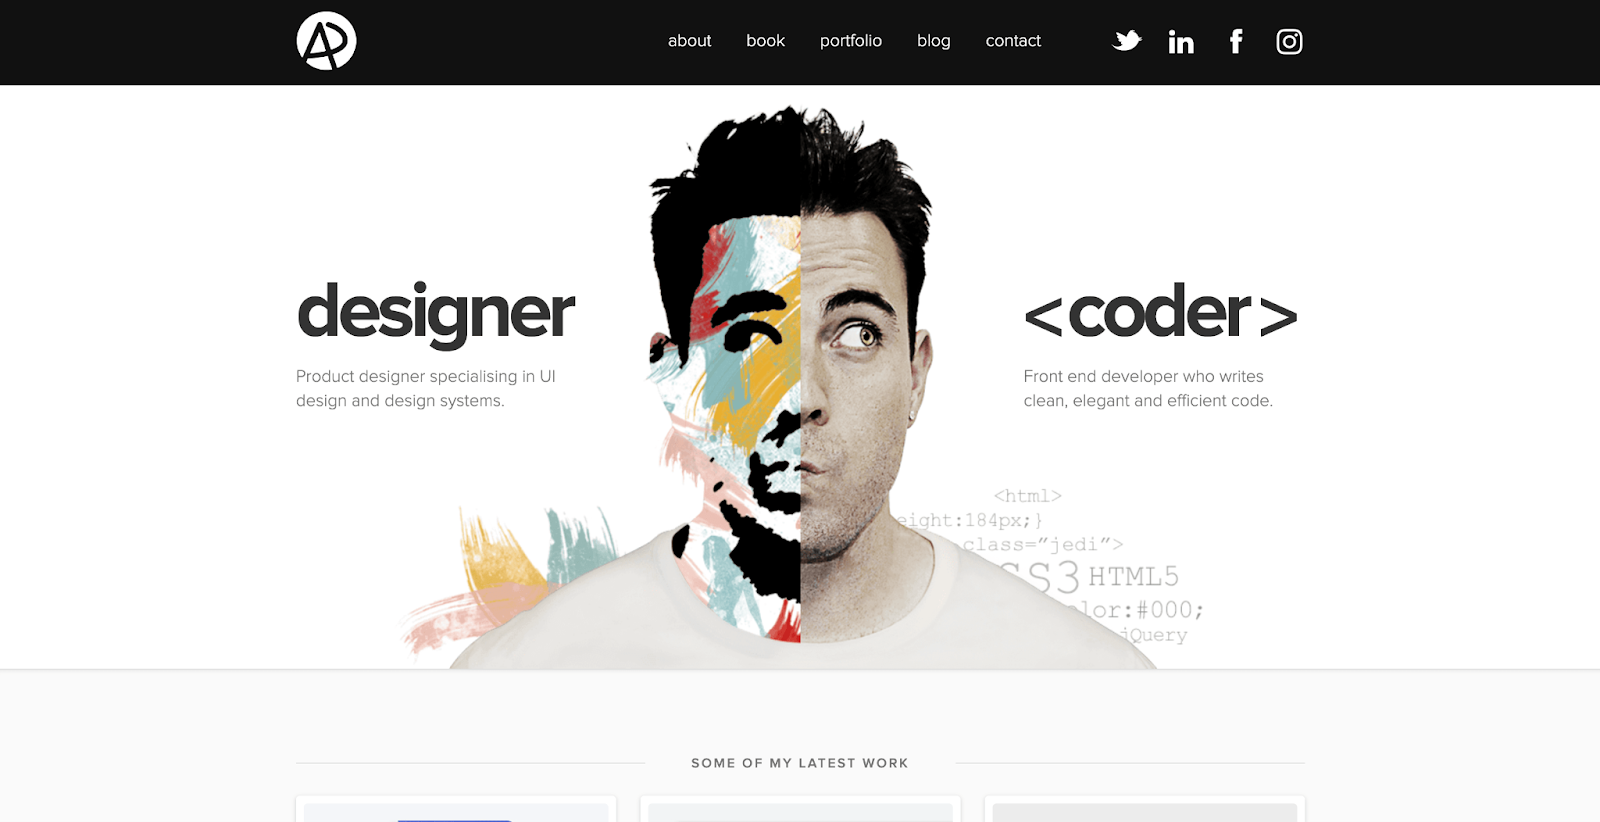 about book portfolio blog contact
designer
Product designer specialising in UI
design and design systems.
<coder>
Front end developer who writes
clean, elegant and efficient code.
<html>
eight:184px;}
class="jedi">
SS3 HTML5
olor:#000;
jQuery
SOME OF MY LATEST WORK